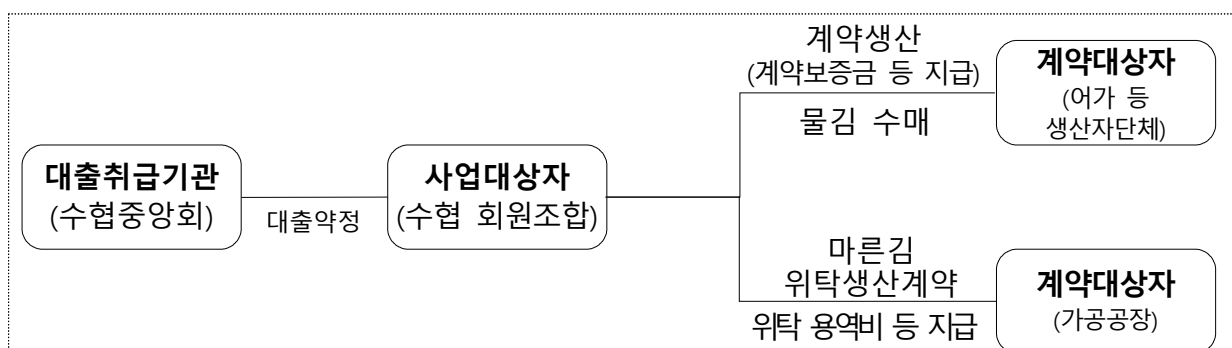 대출취급기관
(수협중앙회)
대출약정
사업대상자
(수협 회원조합)
계약생산
(계약보증금 등 지급)
물김 수매
계약대상자
(어가 등
생산자단체)
마른김
위탁생산계약
위탁 용역비 등 지급
계약대상자
(가공공장)